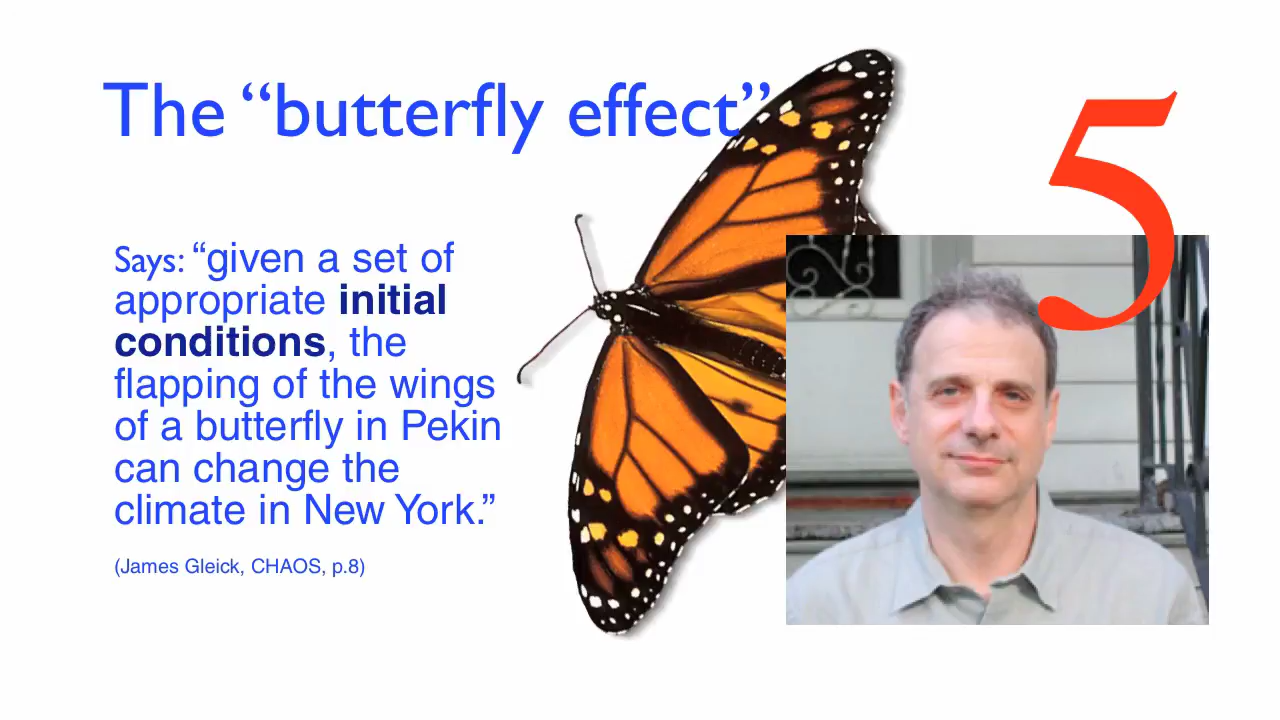 The “butterfly effect”
5
Says: “given a set of
appropriate initial
conditions, the
flapping of the wings
of a butterfly in Pekin
can change the
climate in New York.”
(James Gleick, CHAOS, p.8)